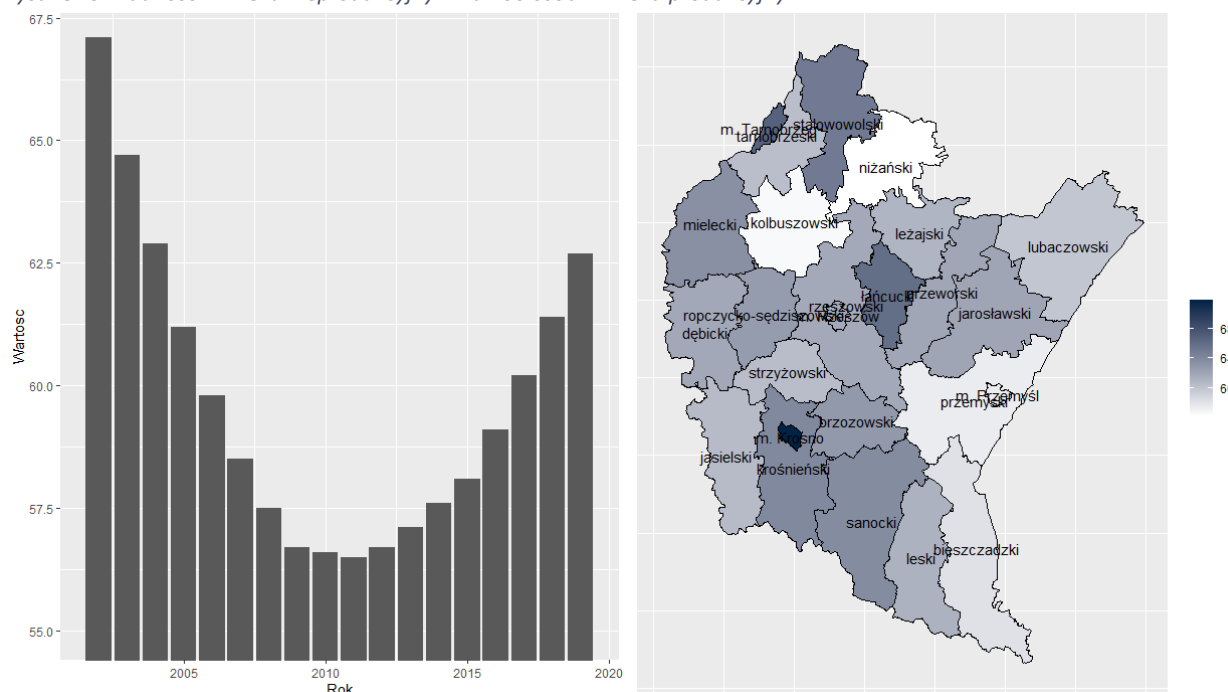 67.5
65.0
62.5
60.0
57.5
55.0
Wartosc
2005
2010
2015
2020
Rok
m. Tarnobrzeg
tarnobrzeski
stalowowolski
niżański
mielecki
kolbuszowski
leżajski
lubaczowski
łańcucki
przeworski
rzeszowski
m. Rzeszów
ropczycko-sędziszowski
jarosławski
dębicki
strzyżowski
m. Przemyśl
przemyski
brzozowski
m. Krosno
jasielski
krośnieński
sanocki
leski
bieszczadzki